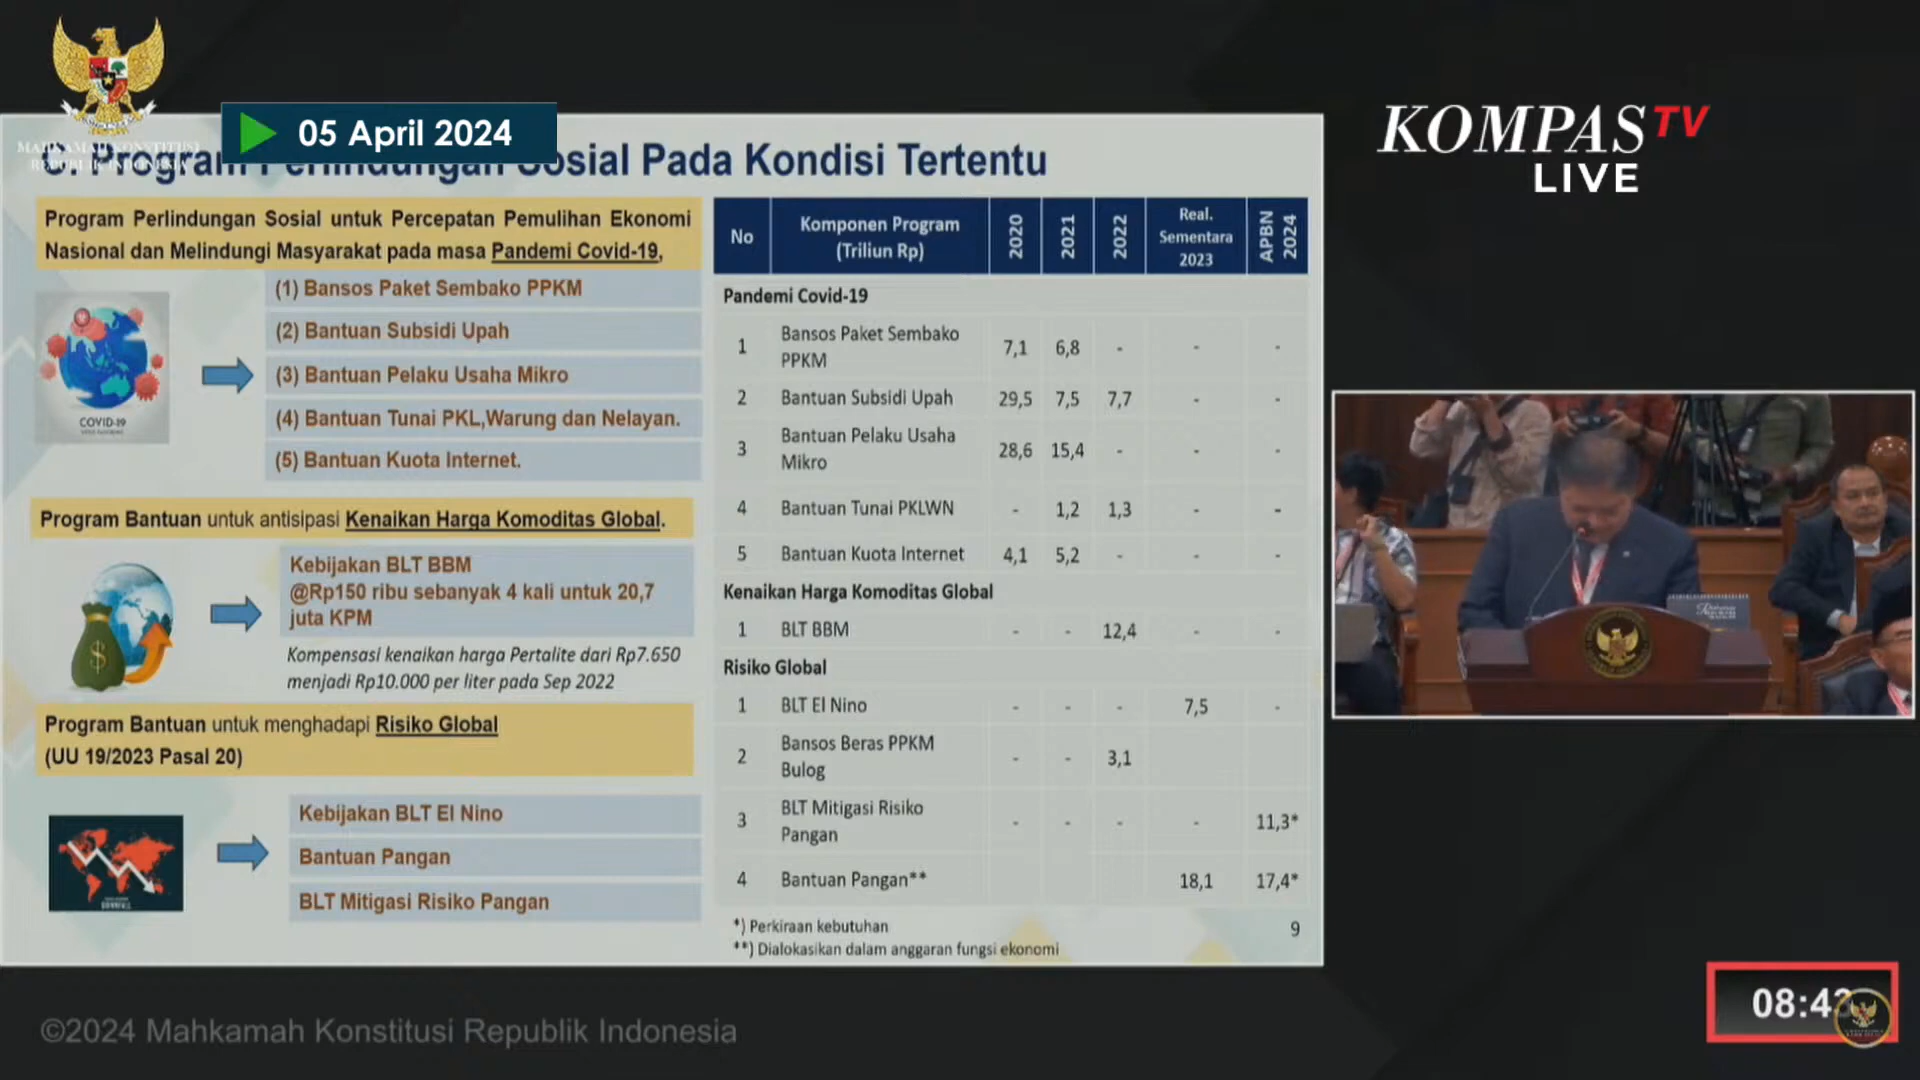 MAHKAMAH KONSTITUSI
REPUBLIK INDONESIA
05 April 2024
Program Perlindungan Sosial Pada Kondisi Tertentu
KOMPAS TV
LIVE
Program Perlindungan Sosial untuk Percepatan Pemulihan Ekonomi
Nasional dan Melindungi Masyarakat pada masa Pandemi Covid-19,
COVID-19
(1) Bansos Paket Sembako PPKM
(2) Bantuan Subsidi Upah
(3) Bantuan Pelaku Usaha Mikro
(4) Bantuan Tunai PKL,Warung dan Nelayan.
(5) Bantuan Kuota Internet.
Program Bantuan untuk antisipasi Kenaikan Harga Komoditas Global.
Kebijakan BLT BBM
@Rp150 ribu sebanyak 4 kali untuk 20,7
juta KPM
Kompensasi kenaikan harga Pertalite dari Rp7.650
menjadi Rp10.000 per liter pada Sep 2022
Program Bantuan untuk menghadapi Risiko Global
(UU 19/2023 Pasal 20)
Kebijakan BLT El Nino
Bantuan Pangan
BLT Mitigasi Risiko Pangan
No Komponen Program (Triliun Rp) 2020 2021 2022 Real. Sementara 2023 APBN 2024
Pandemi Covid-19
1 Bansos Paket Sembako PPKM 7,1 6,8 - - -
2 Bantuan Subsidi Upah 29,5 7,5 7,7 - -
3 Bantuan Pelaku Usaha Mikro 28,6 15,4 - - -
4 Bantuan Tunai PKLWN - 1,2 1,3 - -
5 Bantuan Kuota Internet 4,1 5,2 - - -
Kenaikan Harga Komoditas Global
1 BLT BBM - - 12,4 - -
Risiko Global
1 BLT El Nino - - - 7,5 -
2 Bansos Beras PPKM Bulog - - 3,1
3 BLT Mitigasi Risiko Pangan - - - - 11,3*
4 Bantuan Pangan** 18,1 17,4*
*) Perkiraan kebutuhan
**) Dialokasikan dalam anggaran fungsi ekonomi
9
©2024 Mahkamah Konstitusi Republik Indonesia